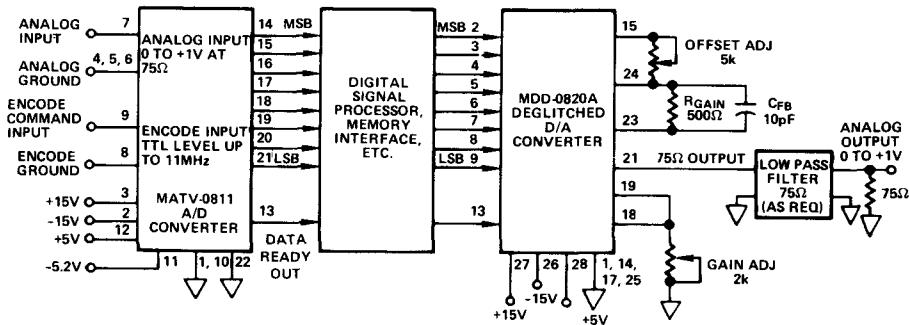 ANALOG
INPUT
7
4, 5, 6
ANALOG
GROUND
ENCODE
COMMAND
INPUT
9
ENCODE
GROUND
8
+15V
3
-15V
2
+5V
12
-5.2V
11
1, 10
22
ANALOG INPUT
0 TO +1V AT
75Ω
ENCODE INPUT
TTL LEVEL UP
TO 11MHz
MATV-0811
A/D
CONVERTER
14 MSB
15
16
17
18
19
20
21 LSB
13
DATA
READY
OUT
DIGITAL
SIGNAL
PROCESSOR,
MEMORY
INTERFACE,
ETC.
MSB 2
3
4
5
6
7
8
LSB 9
13
MDD-0820A
DEGLITCHED
D/A
CONVERTER
15
OFFSET ADJ
5k
24
RGAIN
500Ω
CFB
10pF
23
21
75Ω OUTPUT
LOW PASS
FILTER
75Ω
(AS REQ)
ANALOG
OUTPUT
0 TO +1V
75Ω
19
18
GAIN ADJ
2k
27
26
28
1, 14,
17, 25
+15V
-15V
+5V